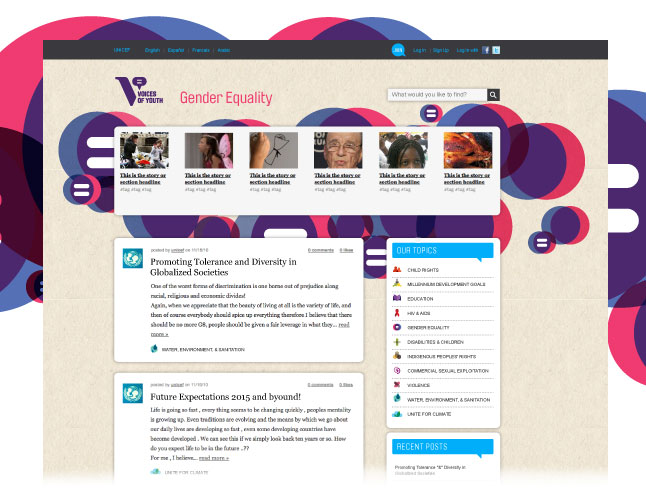 UNICEF English | Español | Français | Arabic Log in | Sign Up Log in with
VOICES
OF YOUTH
Gender Equality
What would you like to find?
This is the story or
section headline
#tag #tag #tag
This is the story or
section headline
#tag #tag #tag
This is the story or
section headline
#tag #tag #tag
This is the story or
section headline
#tag #tag #tag
This is the story or
section headline
#tag #tag #tag
This is the story or
section headline
#tag #tag #tag
posted by unicef on 11/18/10 0 comments 0 likes
Promoting Tolerance and Diversity in
Globalized Societies
One of the worst forms of discrimination is one borne out of prejudice along
racial, religious and economic divides!
Again, when we appreciate that the beauty of living at all is the variety of life, and
then of course everybody should spice up everything therefore I believe that there
should be no more G8, people should be given a fair leverage in what they... read
more »
WATER, ENVIRONMENT, & SANITATION
posted by unicef on 11/18/10 0 comments 0 likes
Future Expectations 2015 and byound!
Life is going so fast , every thing seems to be changing quickly , peoples mentality
is growing up. Even traditions are evolving and the means by which we go about
our daily lives are developing so fast , even some developing countries have
become developed . We can see this if we simply look back ten years or so. How
do you expect life to be in the future .??
For me , I believe... read more »
UNITE FOR CLIMATE
OUR TOPICS
CHILD RIGHTS
MILLENNIUM DEVELOPMENT GOALS
EDUCATION
HIV & AIDS
GENDER EQUALITY
DISABILITIES & CHILDREN
INDIGENOUS PEOPLES' RIGHTS
COMMERCIAL SEXUAL EXPLOITATION
VIOLENCE
WATER, ENVIRONMENT, & SANITATION
UNITE FOR CLIMATE
RECENT POSTS
Promoting Tolerance "&" Diversity in
Globalized Societies